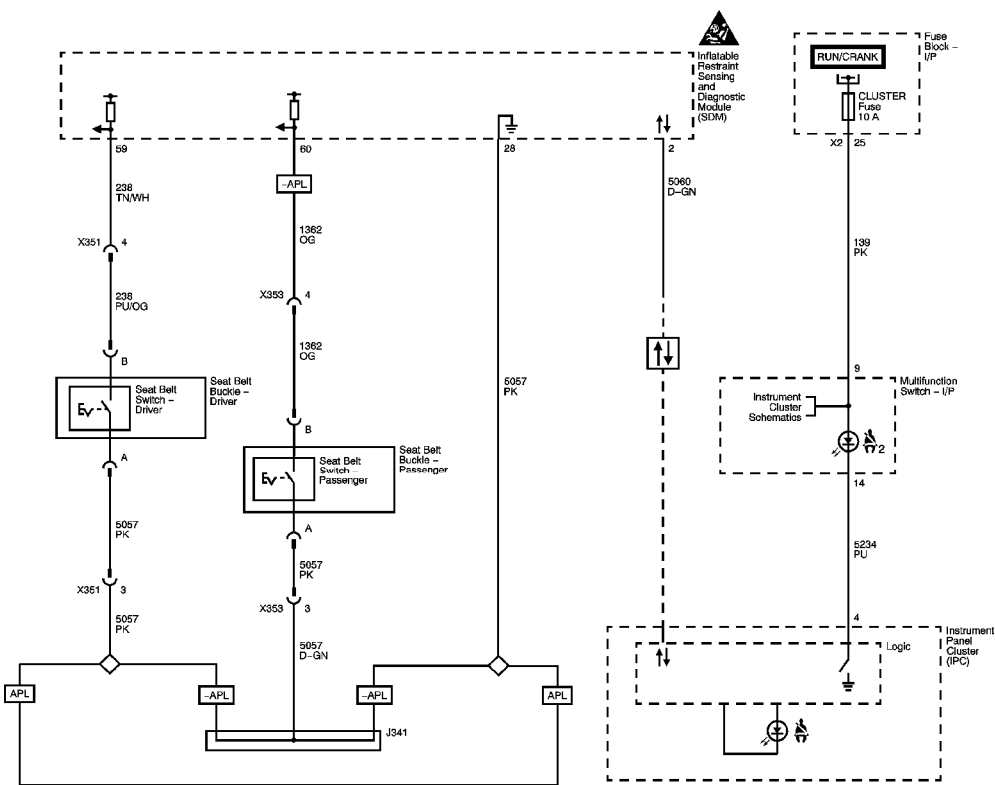 Inflatable
Restraint
Sensing
and
Diagnostic
Module
(SDM)
Fuse
Block –
I/P
RUN/CRANK
CLUSTER
Fuse
10 A
X2 25
59
60
28
2
238
TN/WH
–APL
5060
D–GN
1362
OG
139
PK
X351 4
X353 4
238
PU/OG
1362
OG
B
5057
PK
9
Seat Belt
Switch –
Driver
Seat Belt
Buckle –
Driver
Instrument
Cluster
Schematics
Multifunction
Switch – I/P
2
B
A
Seat Belt
Switch –
Passenger
Seat Belt
Buckle –
Passenger
14
A
5057
PK
5234
PU
5057
PK
X351 3
X353 3
5057
PK
4
5057
D–GN
Instrument
Panel
Cluster
(IPC)
Logic
APL
–APL
–APL
APL
J341